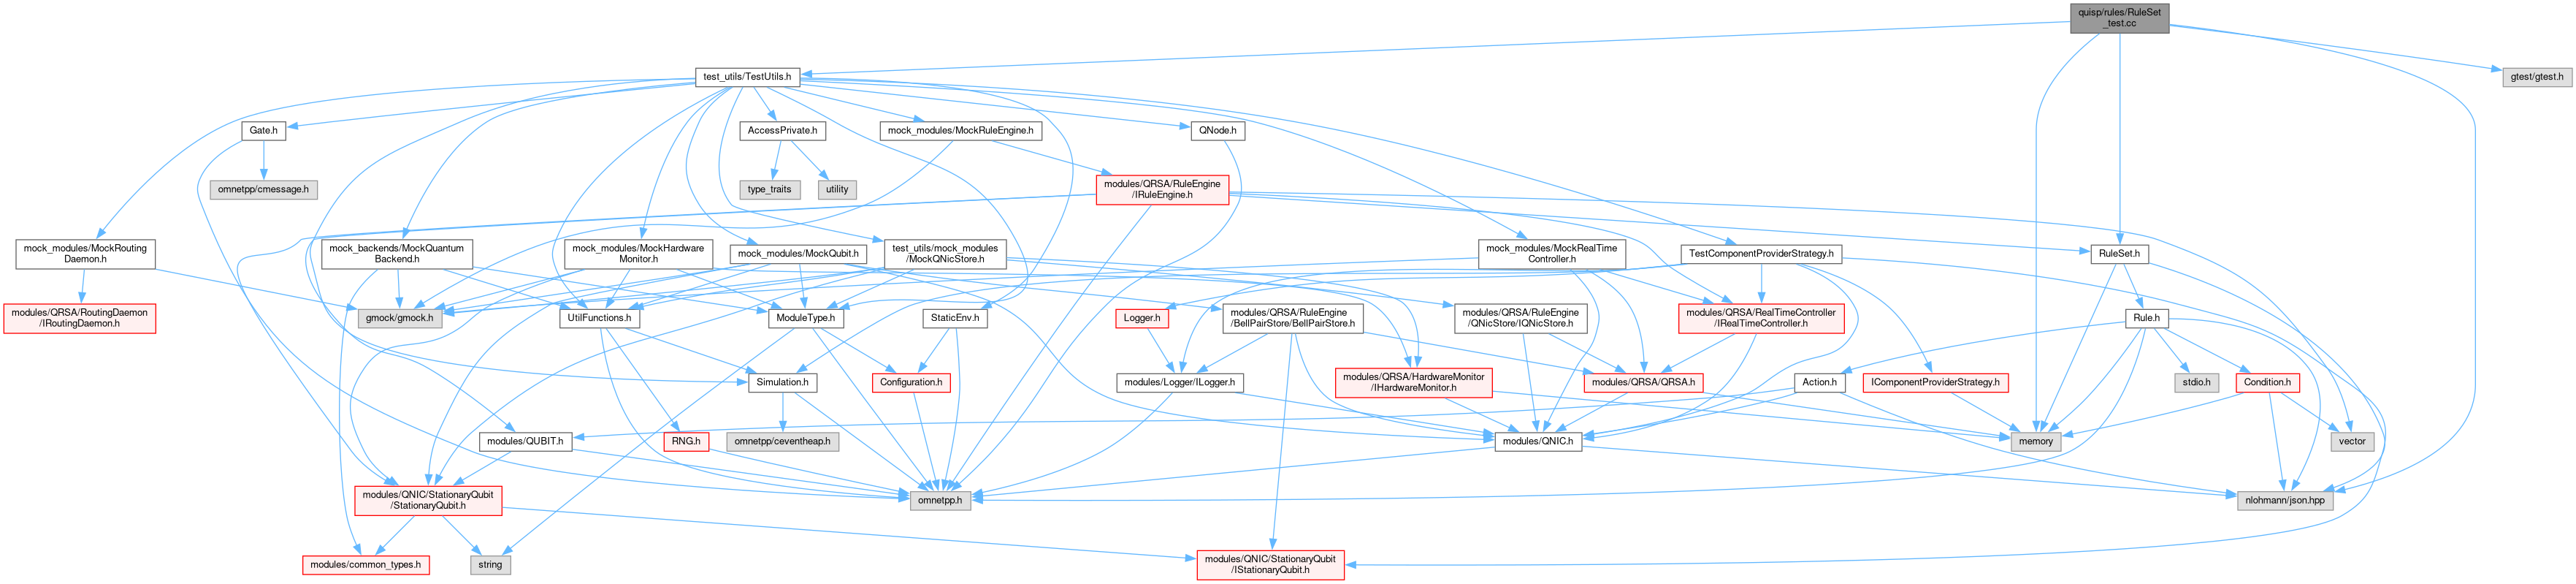 quisp/rules/RuleSet
_test.cc
test_utils/TestUtils.h
gtest/gtest.h
Gate.h
AccessPrivate.h
mock_modules/MockRuleEngine.h
QNode.h
omnetpp/cmessage.h
type_traits
utility
modules/QRSA/RuleEngine
/IRuleEngine.h
mock_modules/MockRouting
Daemon.h
mock_backends/MockQuantum
Backend.h
mock_modules/MockHardware
Monitor.h
mock_modules/MockQubit.h
test_utils/mock_modules
/MockQNicStore.h
mock_modules/MockRealTime
Controller.h
TestComponentProviderStrategy.h
RuleSet.h
modules/QRSA/RoutingDaemon
/IRoutingDaemon.h
gmock/gmock.h
UtilFunctions.h
ModuleType.h
StaticEnv.h
Logger.h
modules/QRSA/RuleEngine
/BellPairStore/BellPairStore.h
modules/QRSA/RuleEngine
/QNicStore/IQNicStore.h
modules/QRSA/RealTimeController
/IRealTimeController.h
Rule.h
Simulation.h
Configuration.h
modules/Logger/ILogger.h
modules/QRSA/HardwareMonitor
/IHardwareMonitor.h
modules/QRSA/QRSA.h
Action.h
IComponentProviderStrategy.h
stdio.h
Condition.h
modules/QUBIT.h
RNG.h
omnetpp/ceventheap.h
modules/QNIC.h
memory
vector
modules/QNIC/StationaryQubit
/StationaryQubit.h
omnetpp.h
nlohmann/json.hpp
modules/common_types.h
string
modules/QNIC/StationaryQubit
/IStationaryQubit.h